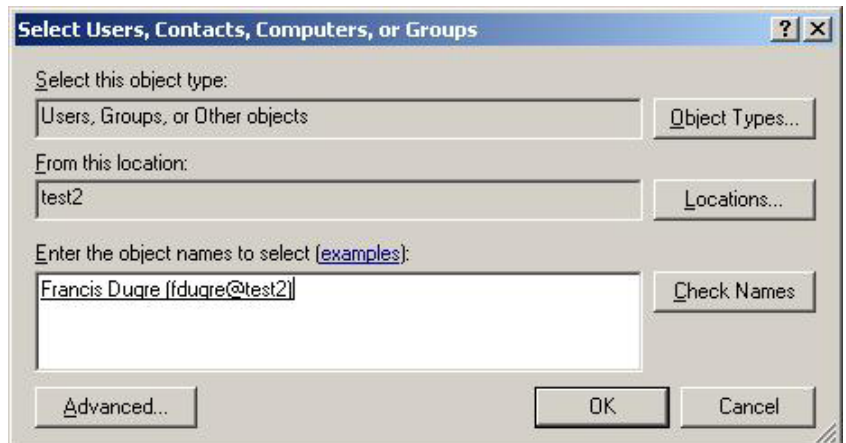 Select Users, Contacts, Computers, or Groups
Select this object type:
Users, Groups, or Other objects
Object Types...
From this location:
test2
Locations...
Enter the object names to select (examples):
Francis Dugre (fdugre@test2)
Check Names
Advanced...
OK
Cancel